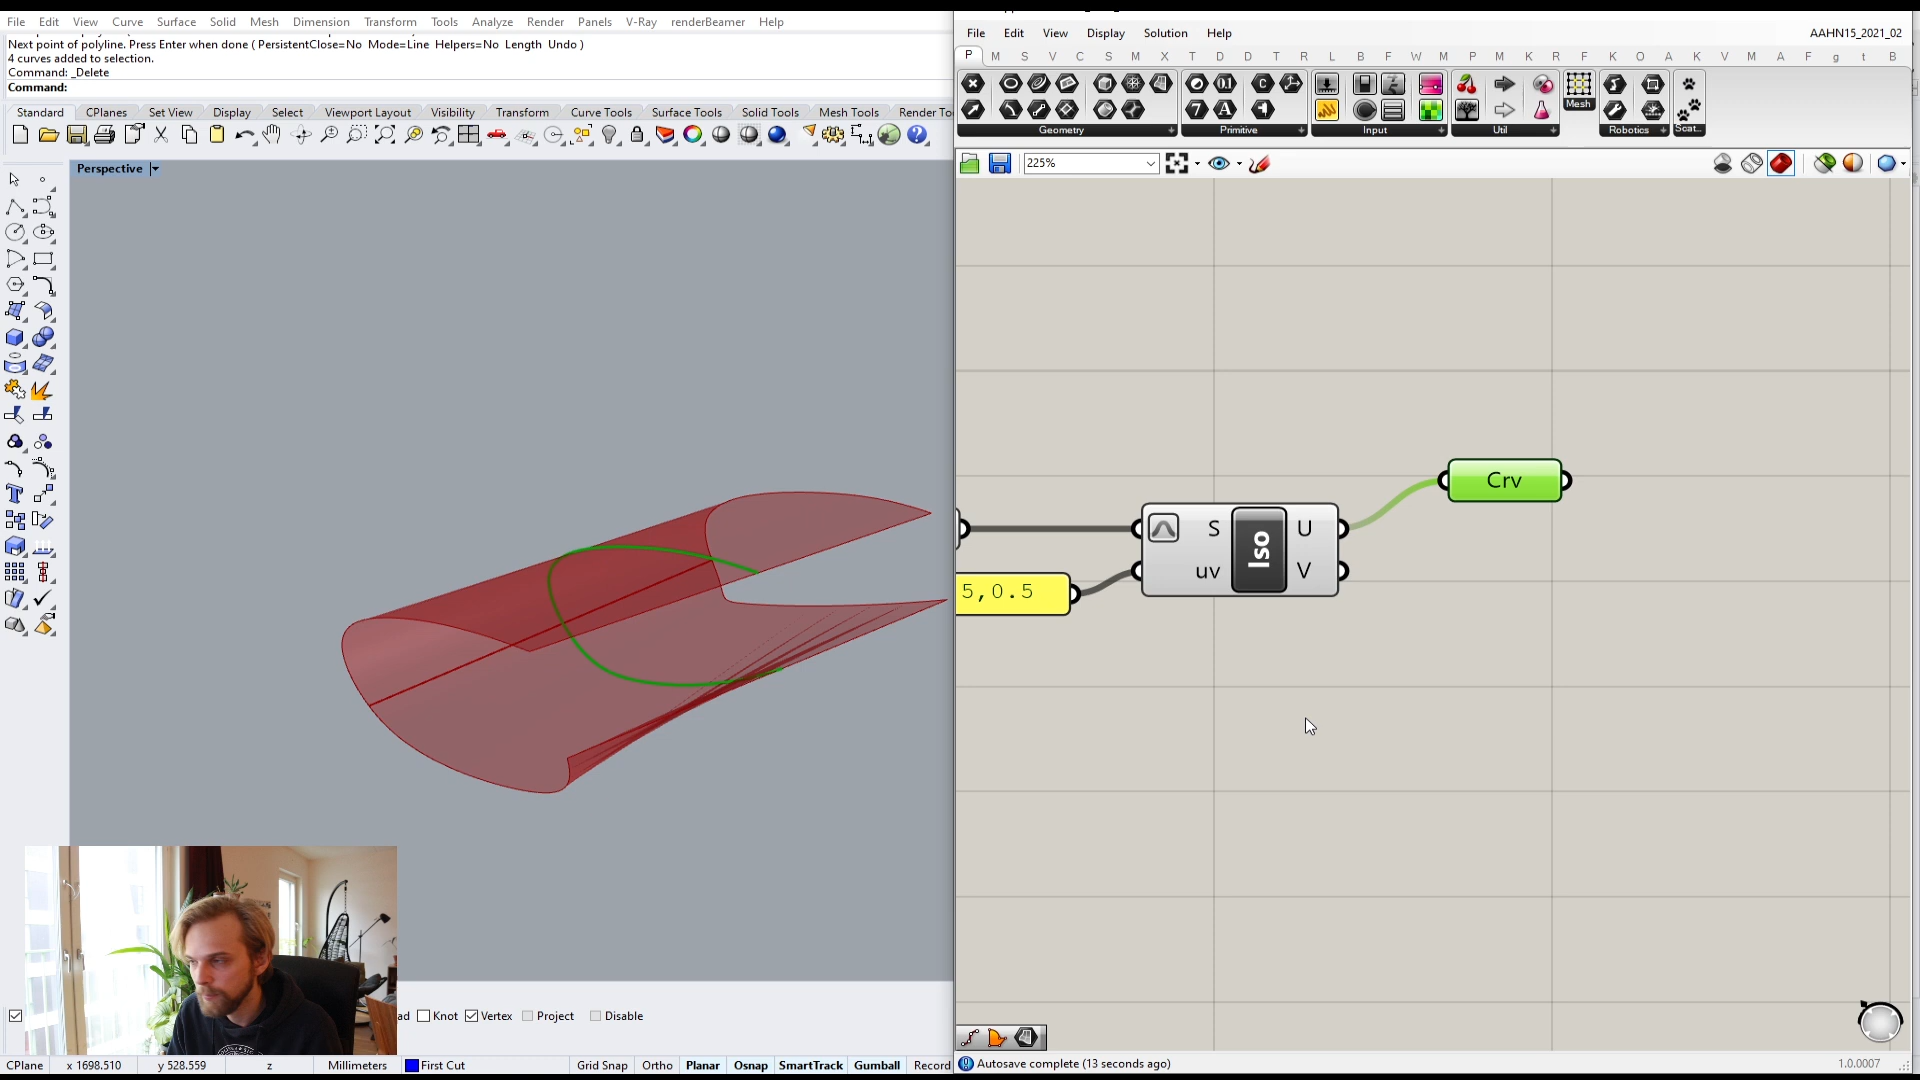 File Edit View Curve Surface Solid Mesh Dimension Transform Tools Analyze Render Panels V-Ray renderBeamer Help
Next point of polyline. Press Enter when done ( PersistentClose=No Mode=Line Helpers=No Length Undo )
4 curves added to selection.
Command: _Delete
Command:
Standard CPlanes Set View Display Select Viewport Layout Visibility Transform Curve Tools Surface Tools Solid Tools Mesh Tools Render To
Perspective
ad Knot Vertex Project Disable
CPlane x 1698.510 y 528.559 z Millimeters First Cut Grid Snap Ortho Planar Osnap SmartTrack Gumball Record
File Edit View Display Solution Help AAHN15_2021_02
P M S V C S M X T D D T R L B F W M P M S K R F K O A K V M A F g t B
Mesh
Geometry Primitive Input Util Robotics Scat..
225%
Crv
S Iso U
uv V
5,0.5
Autosave complete (13 seconds ago) 1.0.0007